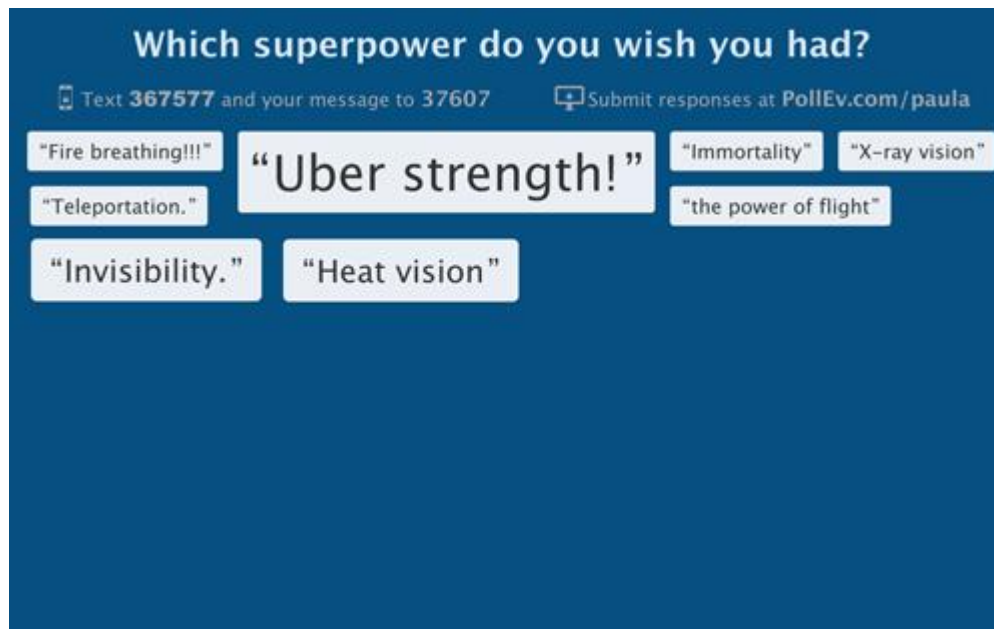 Which superpower do you wish you had?
Text 367577 and your message to 37607
Submit responses at PollEv.com/paula
“Fire breathing!!!”
“Uber strength!”
“Immortality”
“X-ray vision”
“Teleportation.”
“the power of flight”
“Invisibility.”
“Heat vision”